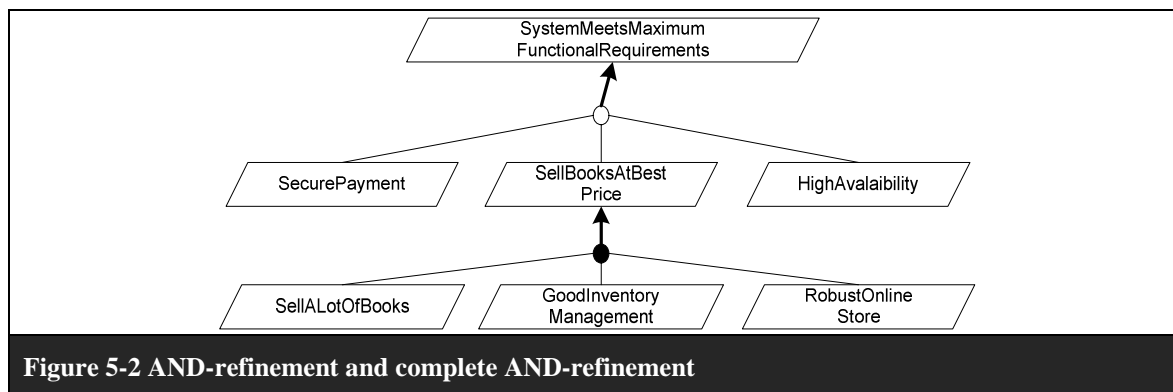 SystemMeetsMaximum
FunctionalRequirements
SecurePayment
SellBooksAtBest
Price
HighAvalaibility
SellALotOfBooks
GoodInventory
Management
RobustOnline
Store
Figure 5-2 AND-refinement and complete AND-refinement